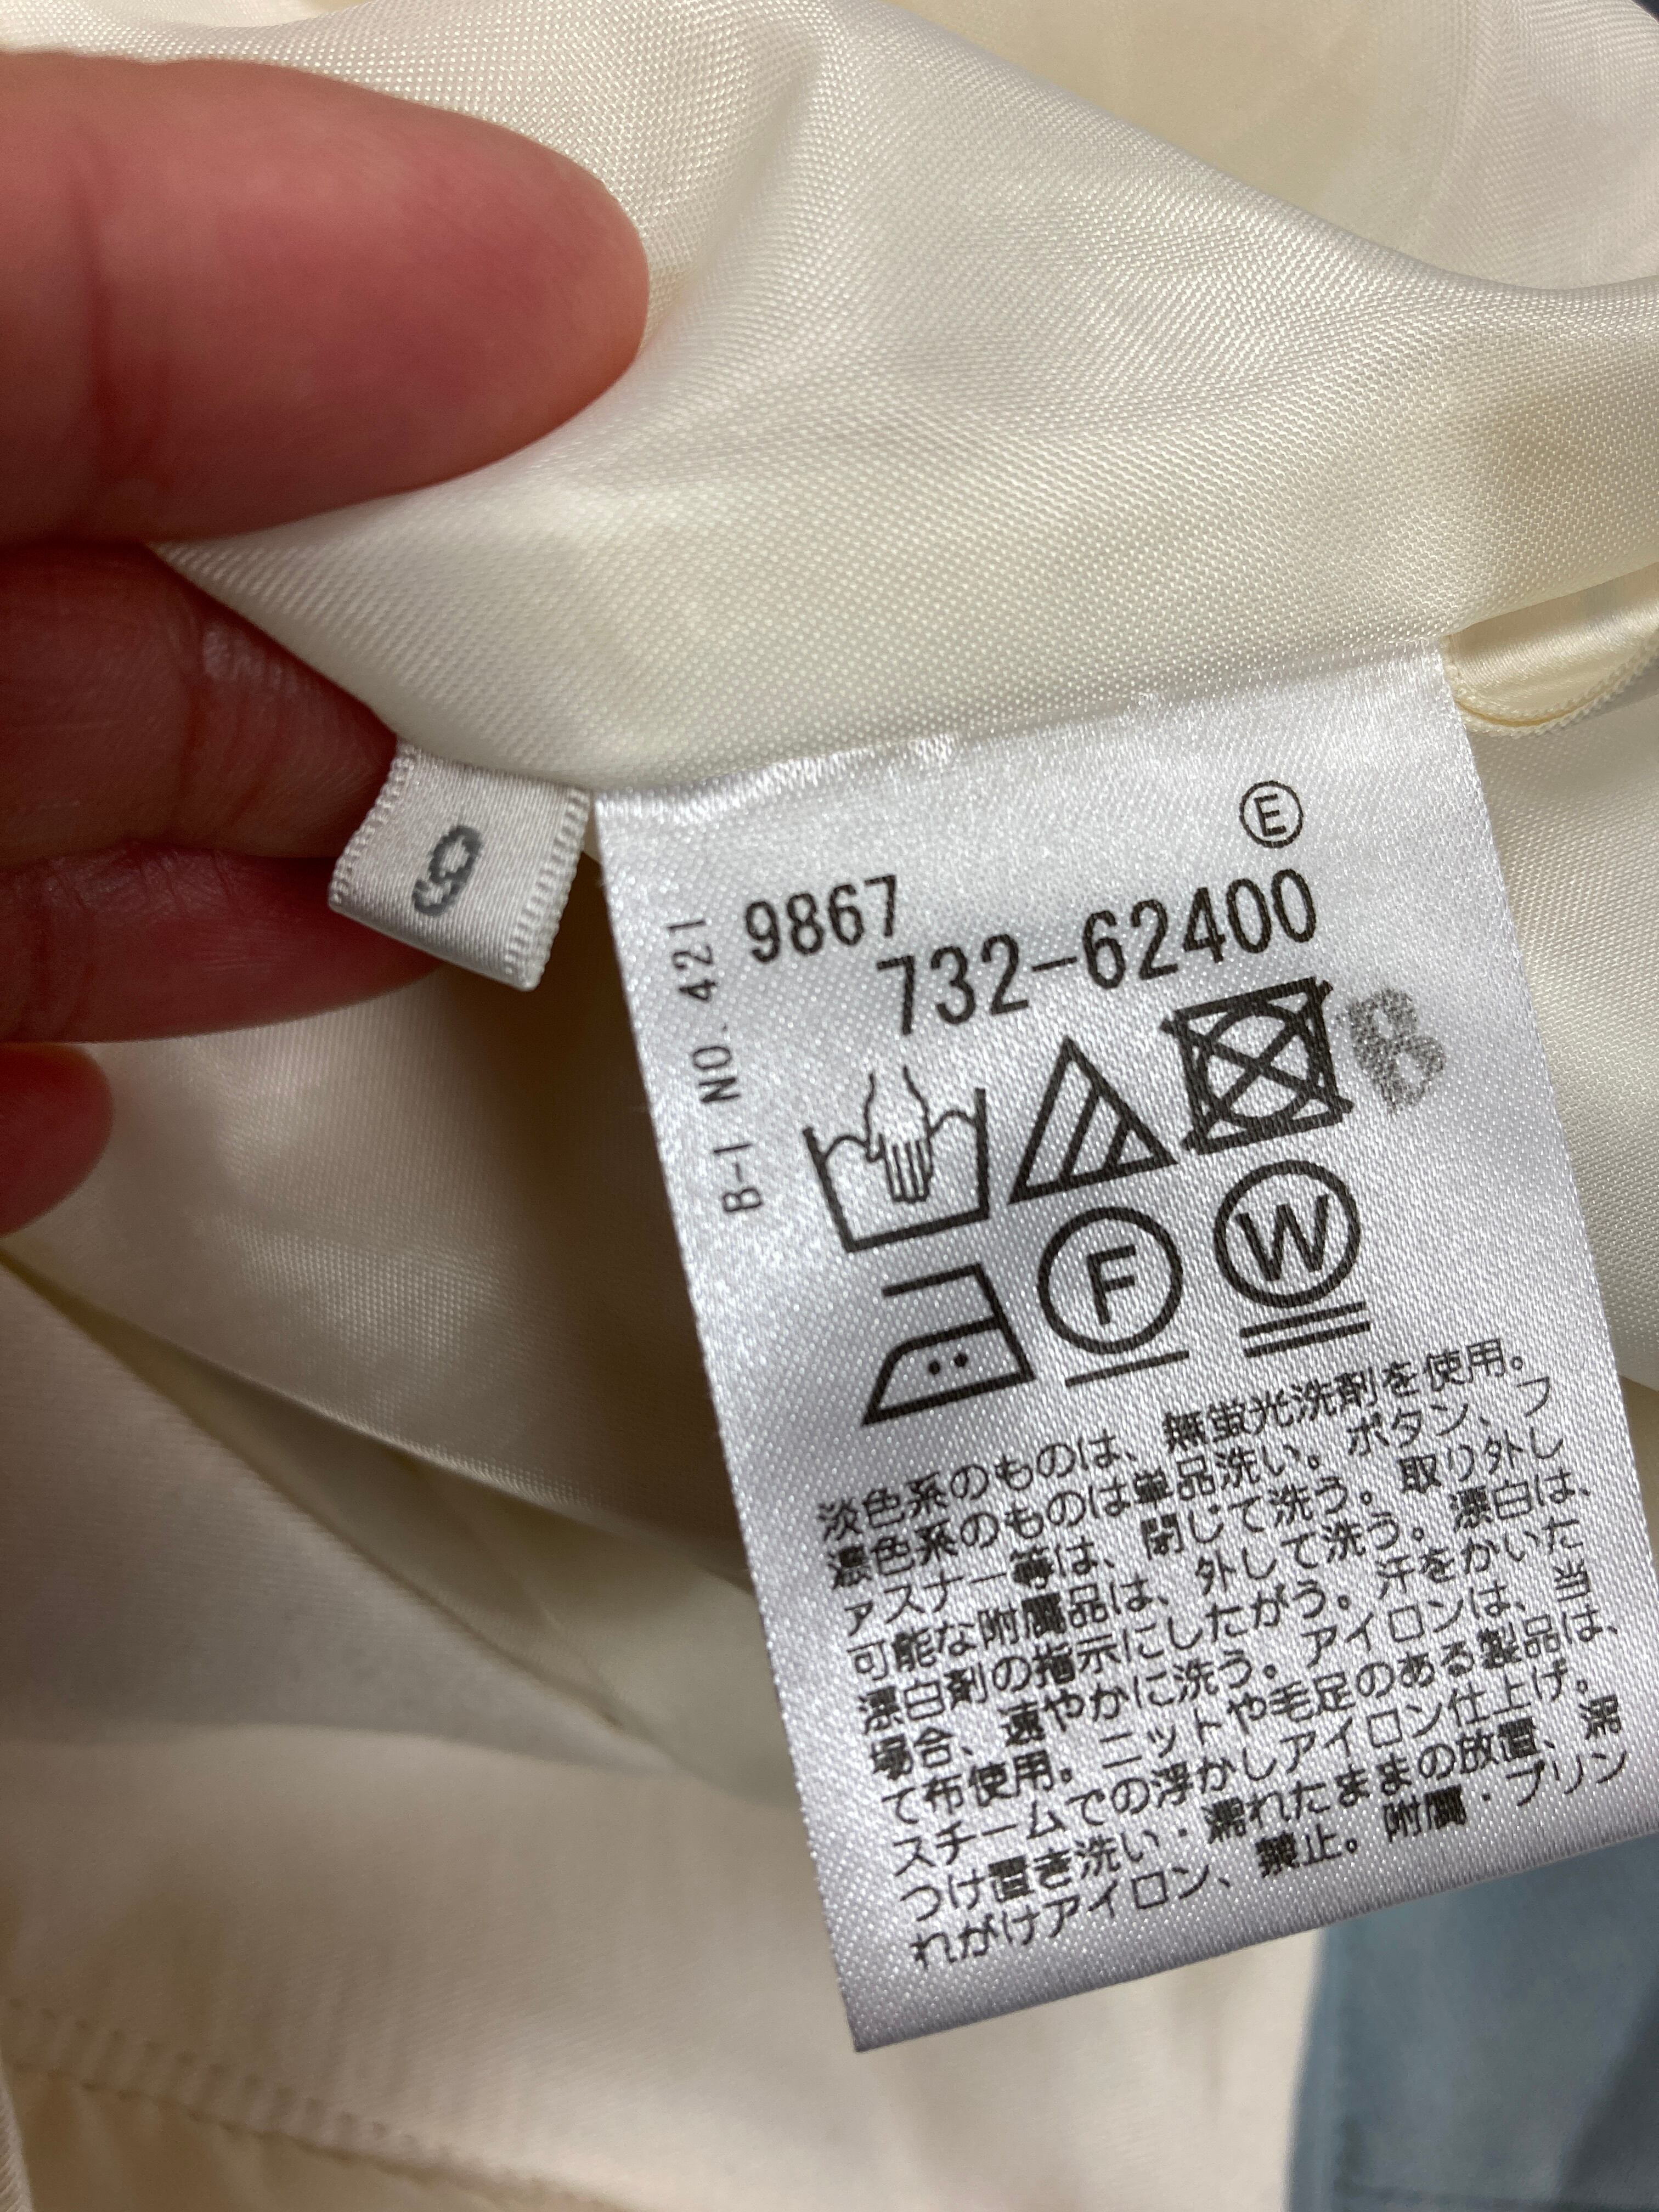 9
Ⓔ
9867
732-62400
B-1 NO. 421
B
F
W
淡色系のものは、無蛍光洗剤を使用。
濃色系のものは単品洗い。ボタン、フ
ァスナー等は、閉じて洗う。取り外し
可能な附属品は、外して洗う。漂白は、
漂白剤の指示にしたがう。汗をかいた
場合、速やかに洗う。アイロンは、当
て布使用。ニットや毛足のある製品は、
スチームでの浮かしアイロン仕上げ。
つけ置き洗い・濡れたままの放置、濡
れがけアイロン、禁止。附属・プリン